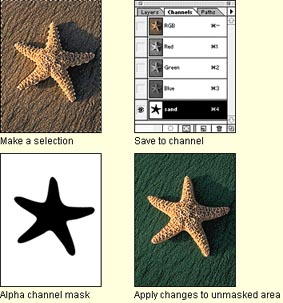 Layers Channels Paths
RGB ⌘~
Red ⌘1
Green ⌘2
Blue ⌘3
sand ⌘4
Make a selection
Save to channel
Alpha channel mask
Apply changes to unmasked area